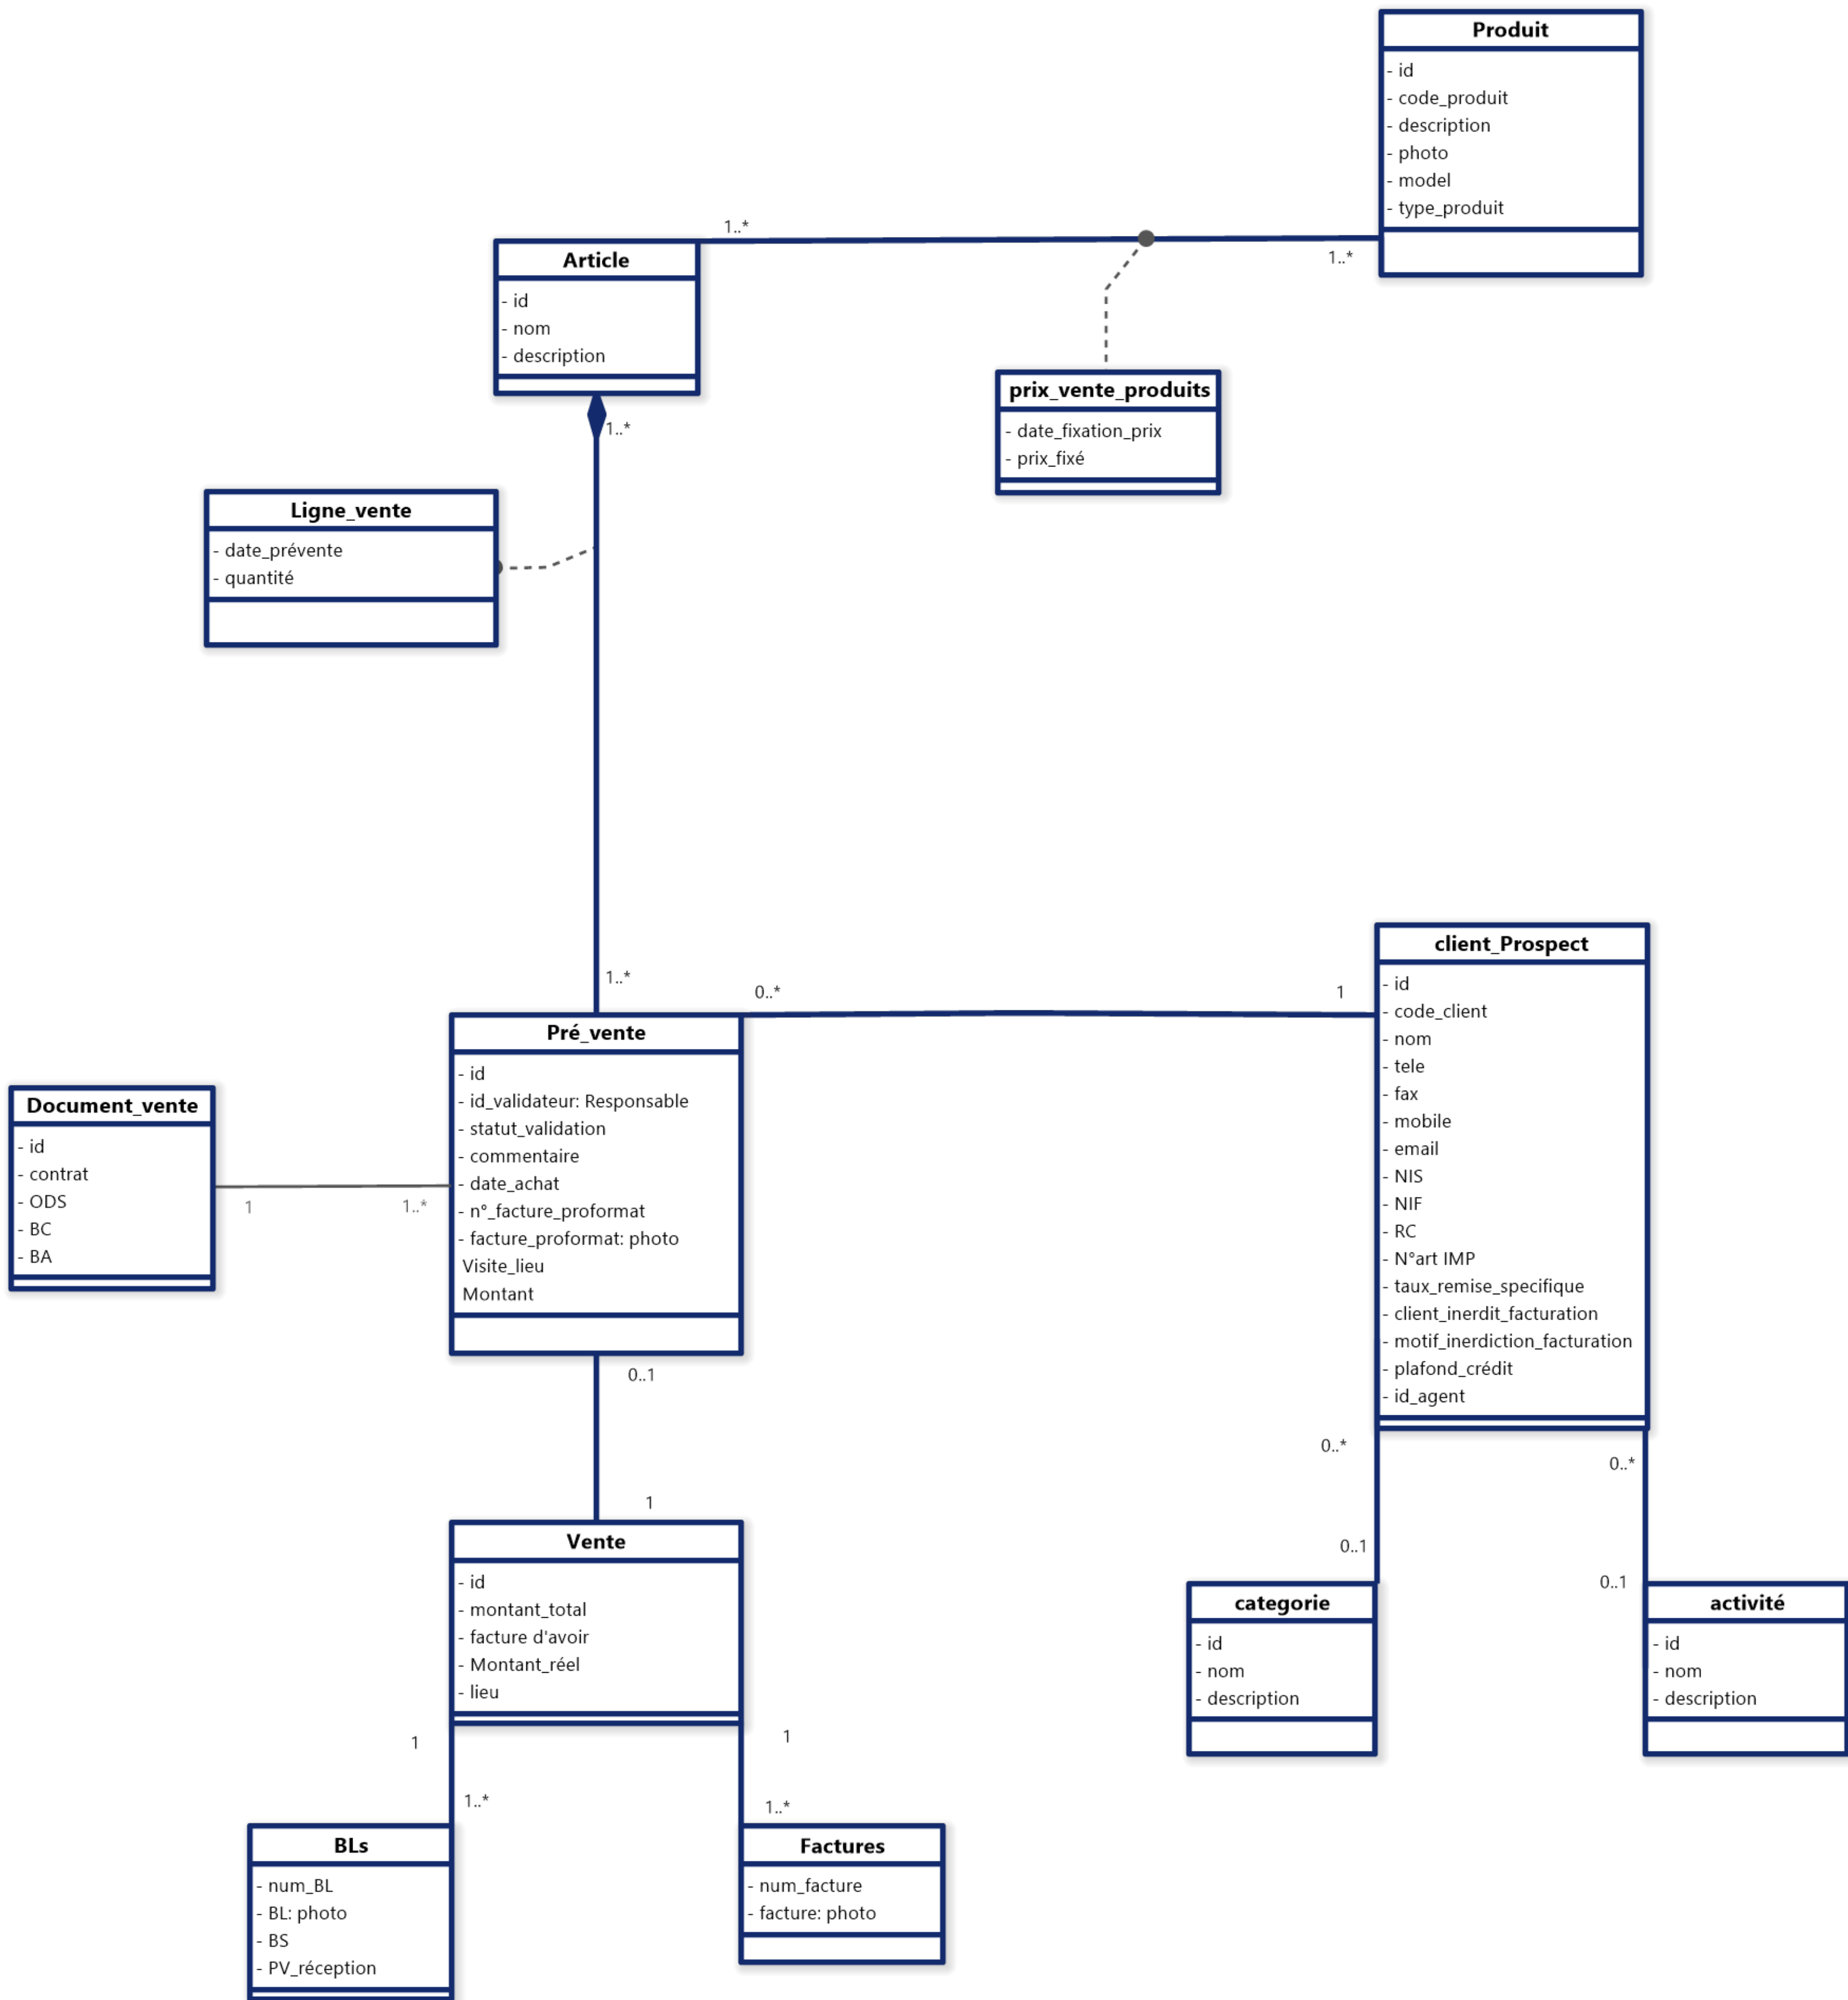 Produit
- id
- code_produit
- description
- photo
- model
- type_produit
1..*
1..*
Article
- id
- nom
- description
prix_vente_produits
- date_fixation_prix
- prix_fixé
1..*
Ligne_vente
- date_prévente
- quantité
1..*
0..*
1
client_Prospect
- id
- code_client
- nom
- tele
- fax
- mobile
- email
- NIS
- NIF
- RC
- N°art IMP
- taux_remise_specifique
- client_inerdit_facturation
- motif_inerdiction_facturation
- plafond_crédit
- id_agent
Pré_vente
- id
- id_validateur: Responsable
- statut_validation
- commentaire
- date_achat
- n°_facture_proformat
- facture_proformat: photo
Visite_lieu
Montant
Document_vente
- id
- contrat
- ODS
- BC
- BA
1
1..*
0..1
1
0..*
0..*
0..1
0..1
Vente
- id
- montant_total
- facture d'avoir
- Montant_réel
- lieu
categorie
- id
- nom
- description
activité
- id
- nom
- description
1
1
1..*
1..*
BLs
- num_BL
- BL: photo
- BS
- PV_réception
Factures
- num_facture
- facture: photo